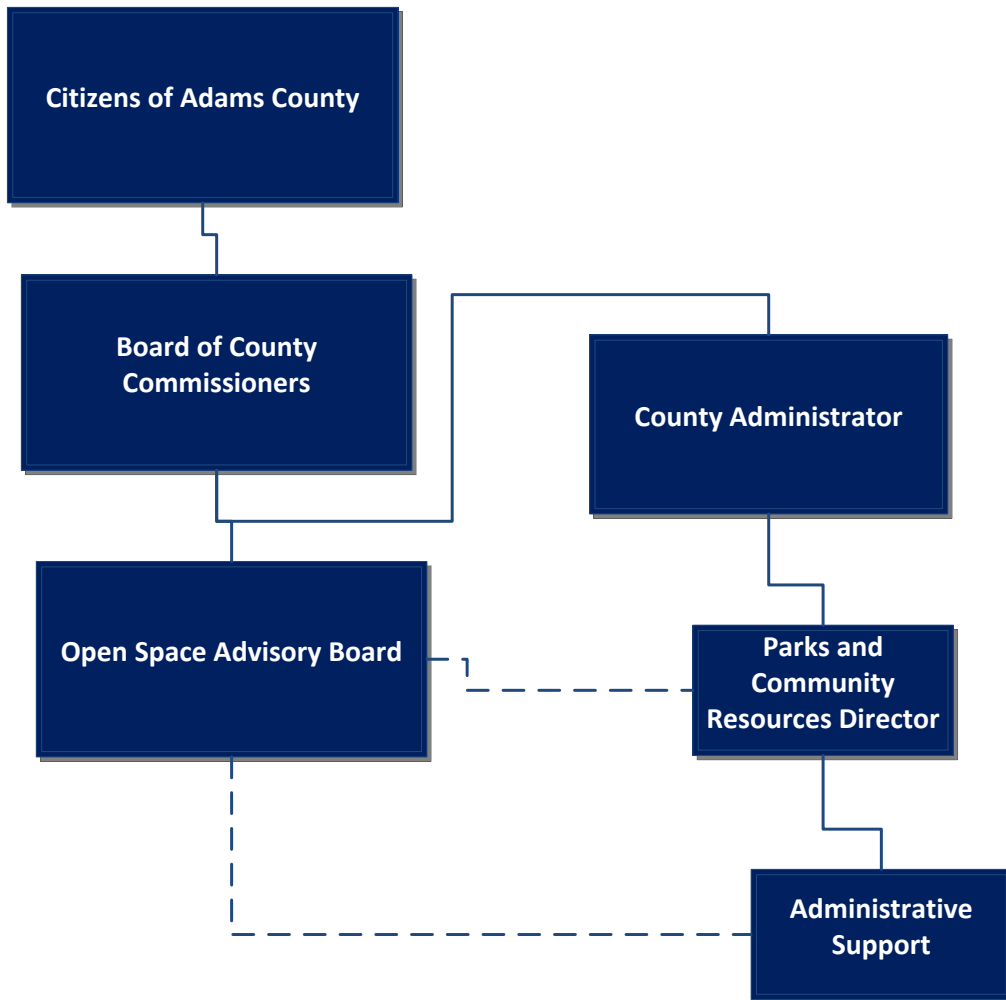 Citizens of Adams County
Board of County
Commissioners
County Administrator
Open Space Advisory Board
Parks and
Community
Resources Director
Administrative
Support